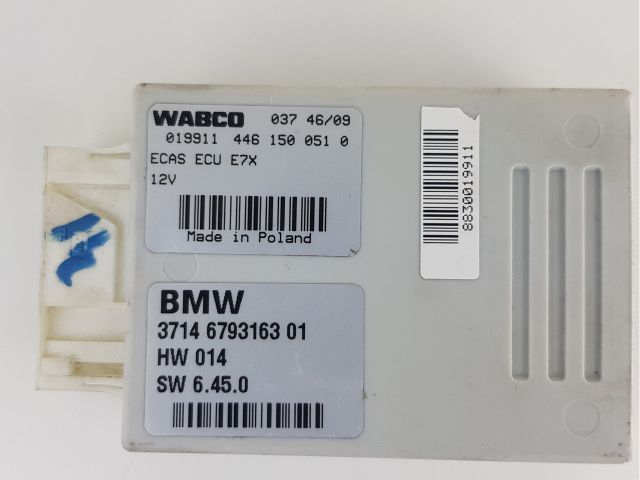 WABCO 037 46/09
019911 446 150 051 0
ECAS ECU E7X
12V
Made in Poland
8830019911
BMW
3714 6793163 01
HW 014
SW 6.45.0